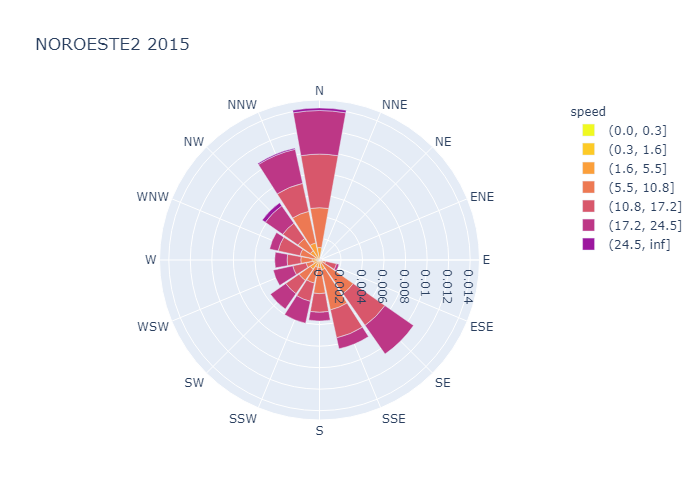 NOROESTE2 2015
N
NNE
NE
ENE
E
ESE
SE
SSE
S
SSW
SW
WSW
W
WNW
NW
NNW
0
0.002
0.004
0.006
0.008
0.01
0.012
0.014
speed
(0.0, 0.3]
(0.3, 1.6]
(1.6, 5.5]
(5.5, 10.8]
(10.8, 17.2]
(17.2, 24.5]
(24.5, inf]